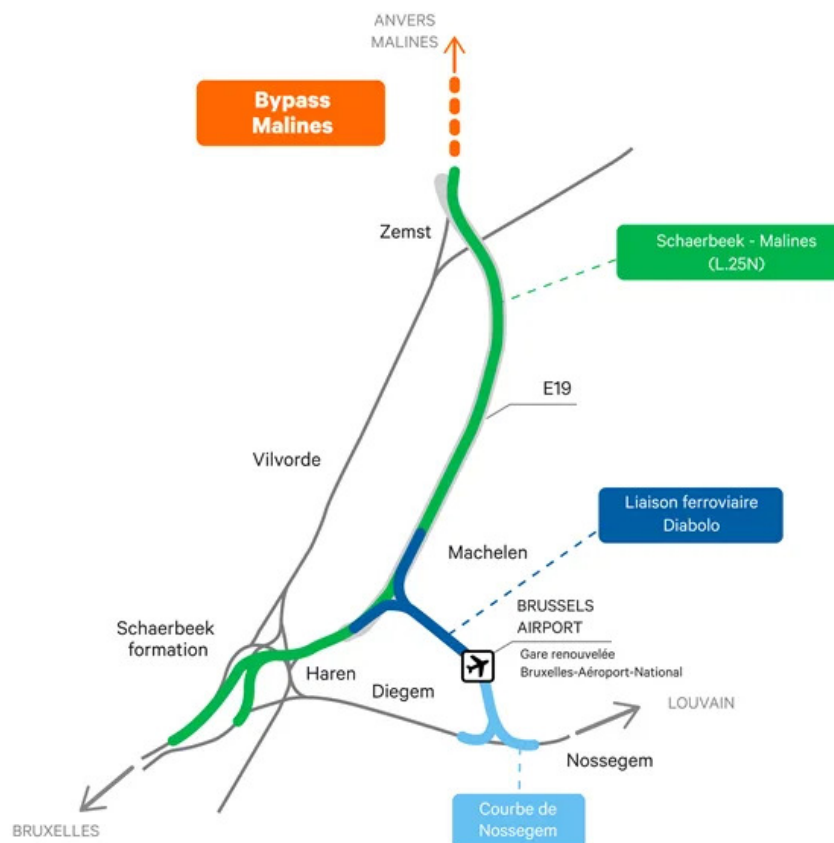 ANVERS
MALINES
Bypass
Malines
Zemst
Schaerbeek - Malines
(L.25N)
E19
Vilvorde
Liaison ferroviaire
Diabolo
Machelen
BRUSSELS
AIRPORT
Gare renouvelée
Bruxelles-Aéroport-National
Schaerbeek
formation
Haren
Diegem
LOUVAIN
Nossegem
Courbe de
Nossegem
BRUXELLES